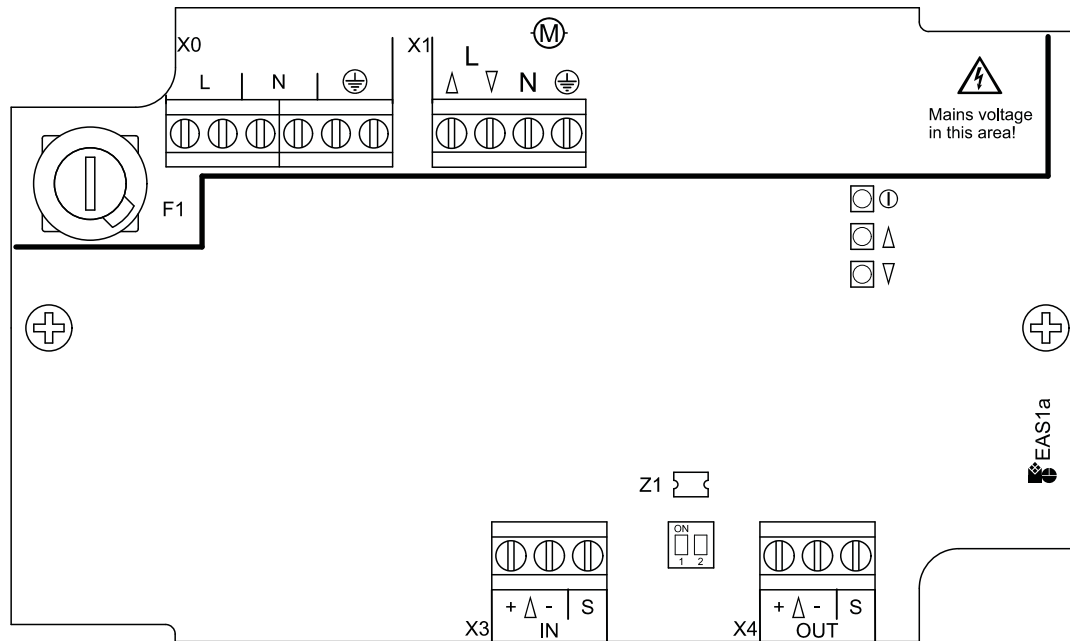 X0
X1
M
L
L
N
N
Mains voltage
in this area!
F1
EAS1a
Z1
ON
1 2
+ - S
X3
IN
+ - S
X4
OUT